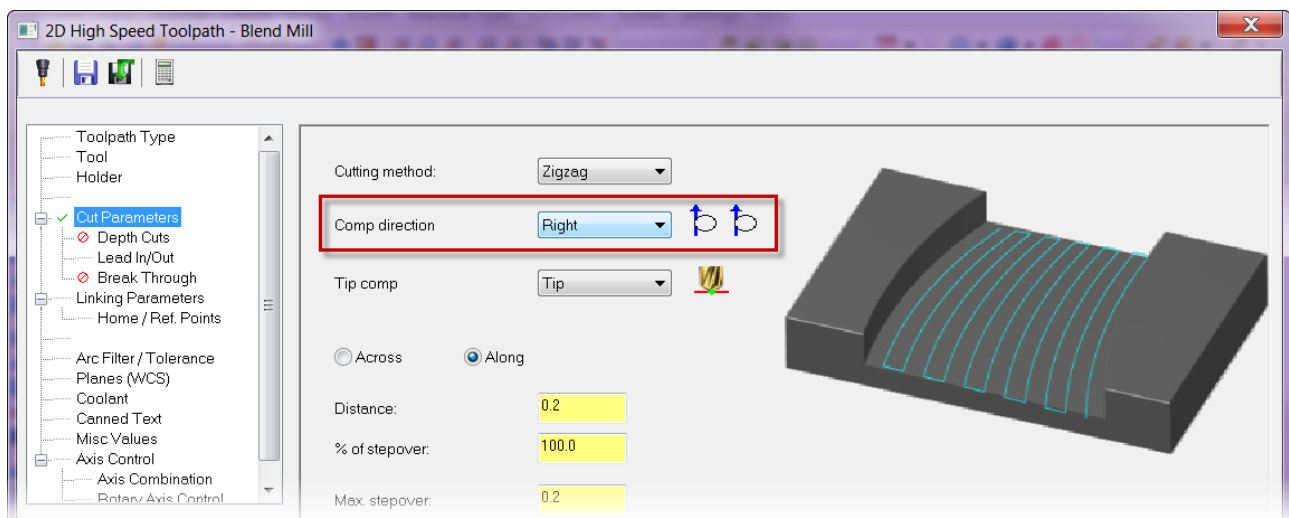 2D High Speed Toolpath - Blend Mill
Toolpath Type
Tool
Holder
Cut Parameters
Depth Cuts
Lead In/Out
Break Through
Linking Parameters
Home / Ref. Points
Arc Filter / Tolerance
Planes (WCS)
Coolant
Canned Text
Misc Values
Axis Control
Axis Combination
Rotary Axis Control
Cutting method: Zigzag
Comp direction Right
Tip comp Tip
Across Along
Distance: 0.2
% of stepover: 100.0
Max. stepover: 0.2